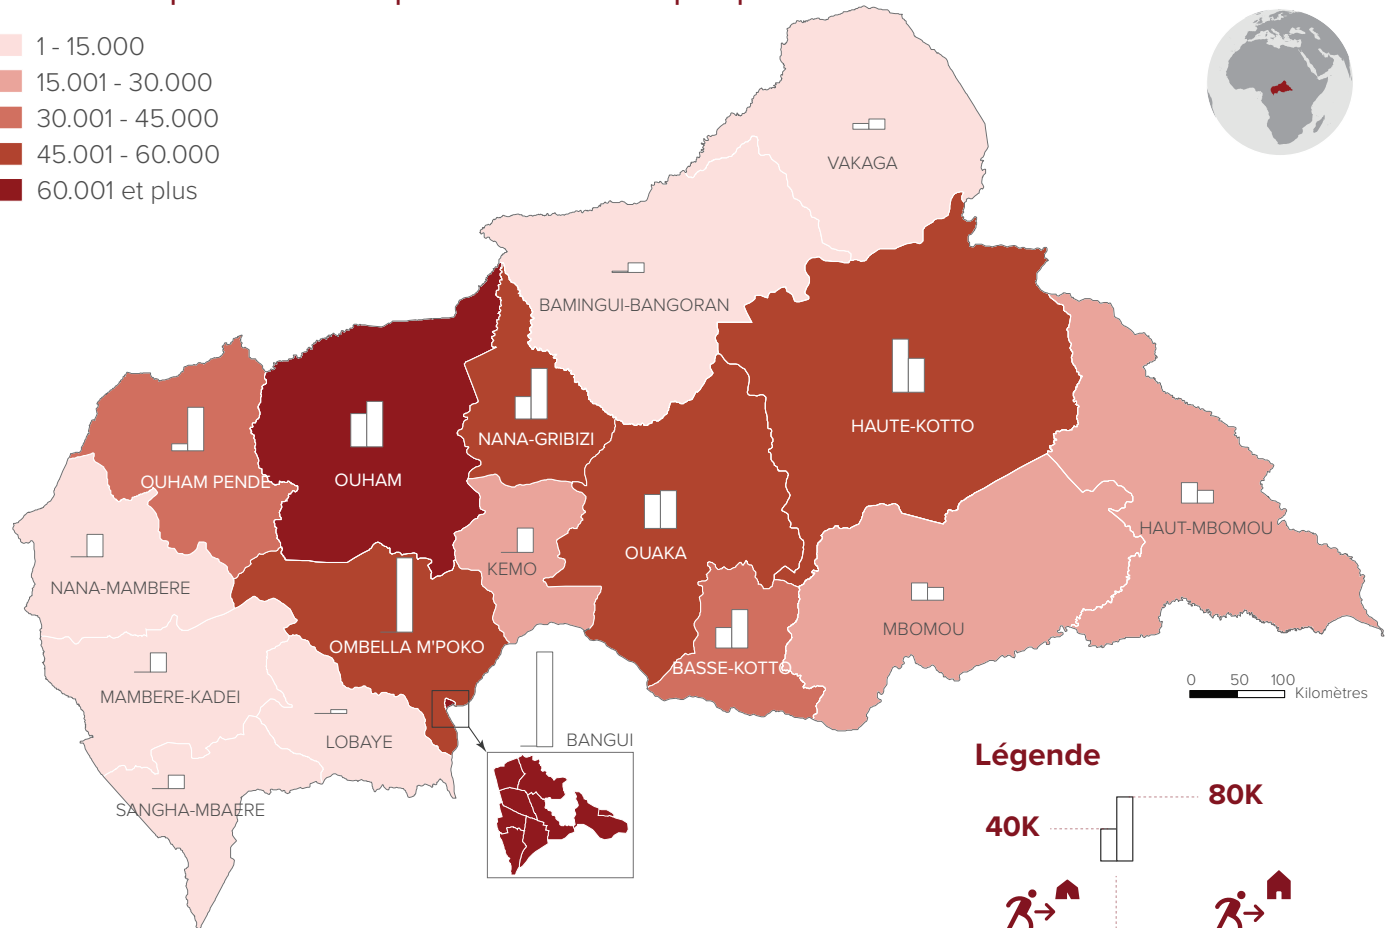 1 - 15.000
15.001 - 30.000
30.001 - 45.000
45.001 - 60.000
60.001 et plus
VAKAGA
BAMINGUI-BANGORAN
HAUTE-KOTTO
NANA-GRIBIZI
OUHAM PENDE
OUHAM
HAUT-MBOMOU
OUAKA
KEMO
NANA-MAMBERE
MBOMOU
OMBELLA M'POKO
BASSE-KOTTO
MAMBERE-KADEI
LOBAYE
BANGUI
SANGHA-MBAERE
0 50 100
Kilomètres
Légende
80K
40K